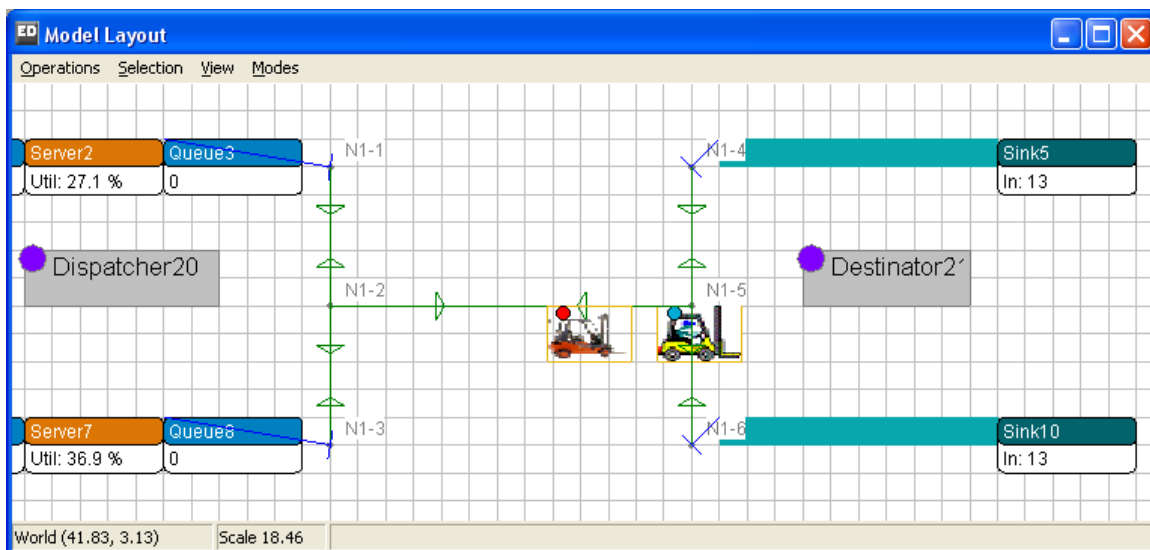 ED Model Layout
Operations Selection View Modes
Server2 Queue3 N1-1 N1-4 Sink5
Util: 27.1 % 0 In: 13
Dispatcher20 Destinator2
N1-2 N1-5
Server7 Queue8 N1-3 N1-6 Sink10
Util: 36.9 % 0 In: 13
World (41.83, 3.13) Scale 18.46